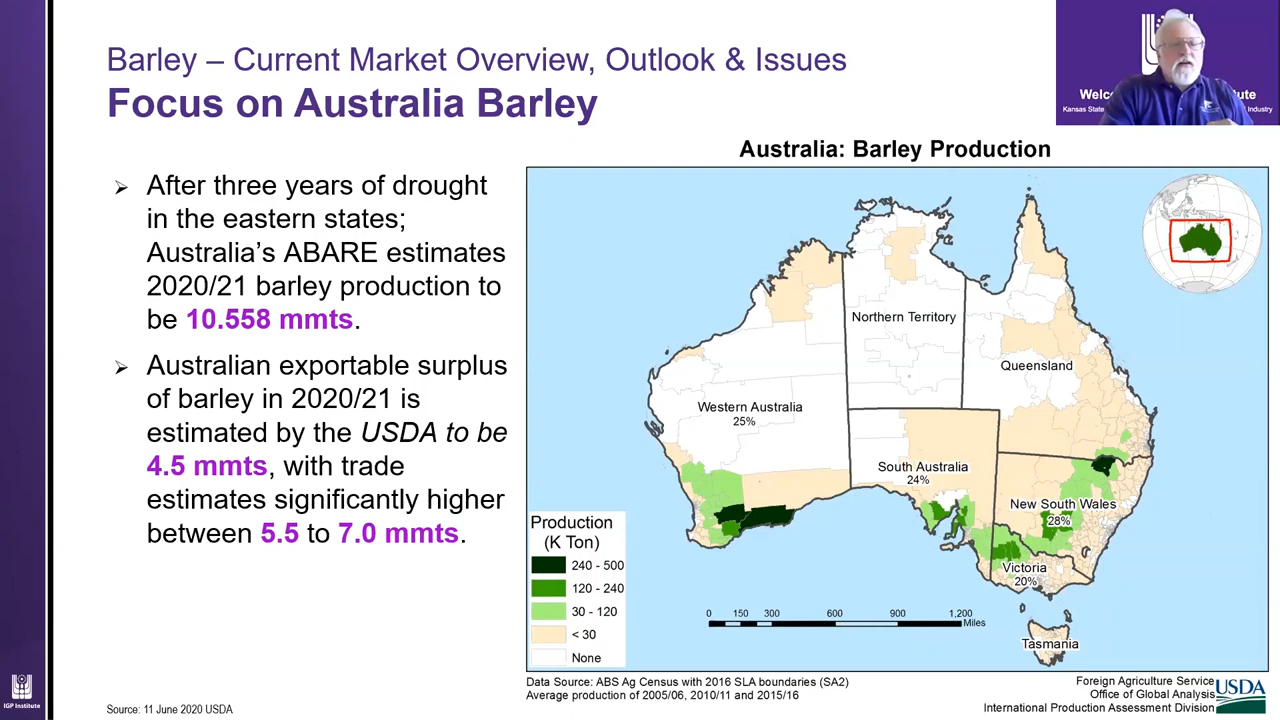 Barley – Current Market Overview, Outlook & Issues
Focus on Australia Barley
Welco
ute
Kansas State
Industry
➢ After three years of drought
in the eastern states;
Australia’s ABARE estimates
2020/21 barley production to
be 10.558 mmts.
➢ Australian exportable surplus
of barley in 2020/21 is
estimated by the USDA to be
4.5 mmts, with trade
estimates significantly higher
between 5.5 to 7.0 mmts.
Australia: Barley Production
Northern Territory
Queensland
Western Australia
25%
South Australia
24%
New South Wales
28%
Victoria
20%
Tasmania
Production
(K Ton)
240 - 500
120 - 240
30 - 120
< 30
None
0 150 300 600 900 1,200
Miles
Data Source: ABS Ag Census with 2016 SLA boundaries (SA2)
Average production of 2005/06, 2010/11 and 2015/16
Foreign Agriculture Service
Office of Global Analysis
International Production Assessment Division
USDA
IGP Institute
Source: 11 June 2020 USDA